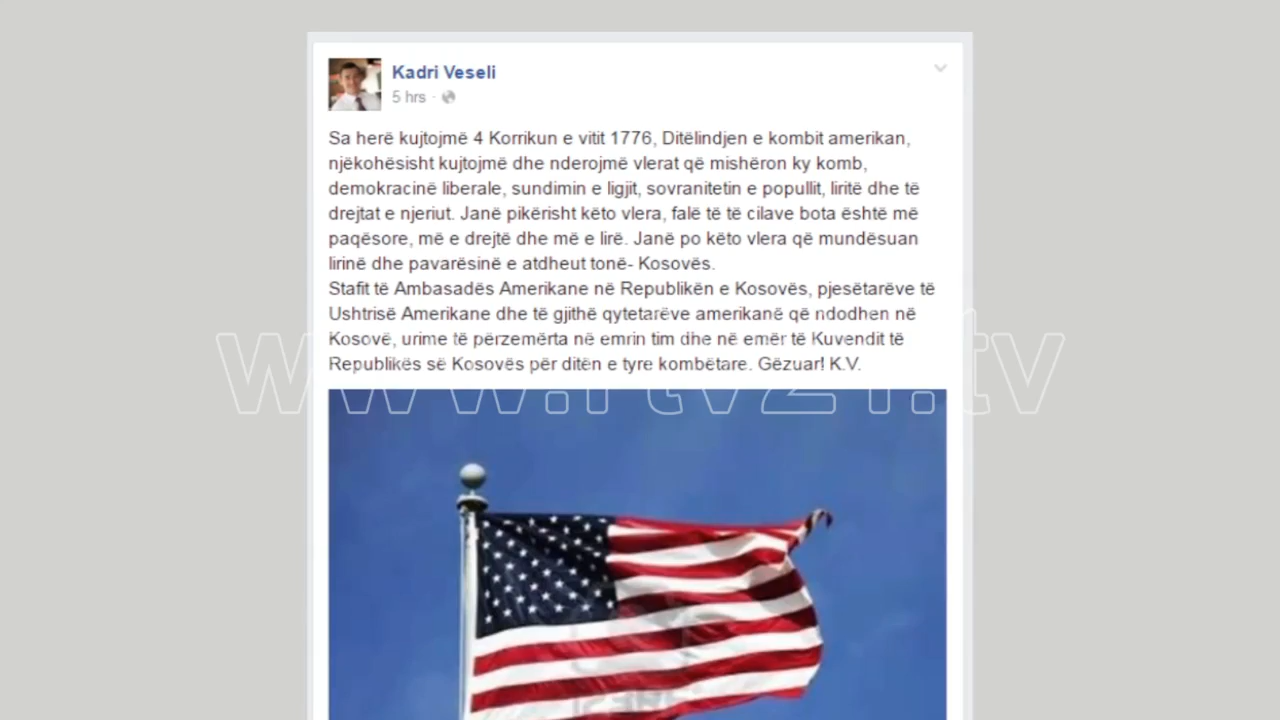 Kadri Veseli
5 hrs ·
Sa herë kujtojmë 4 Korrikun e vitit 1776, Ditëlindjen e kombit amerikan,
njëkohësisht kujtojmë dhe nderojmë vlerat që mishëron ky komb,
demokracinë liberale, sundimin e ligjit, sovranitetin e popullit, liritë dhe të
drejtat e njeriut. Janë pikërisht këto vlera, falë të të cilave bota është më
paqësore, më e drejtë dhe më e lirë. Janë po këto vlera që mundësuan
lirinë dhe pavarësinë e atdheut tonë- Kosovës.
Stafit të Ambasadës Amerikane në Republikën e Kosovës, pjesëtarëve të
Ushtrisë Amerikane dhe të gjithë qytetarëve amerikanë që ndodhen në
Kosovë, urime të përzemërta në emrin tim dhe në emër të Kuvendit të
Republikës së Kosovës për ditën e tyre kombëtare. Gëzuar! K.V.
www.rtv21.tv